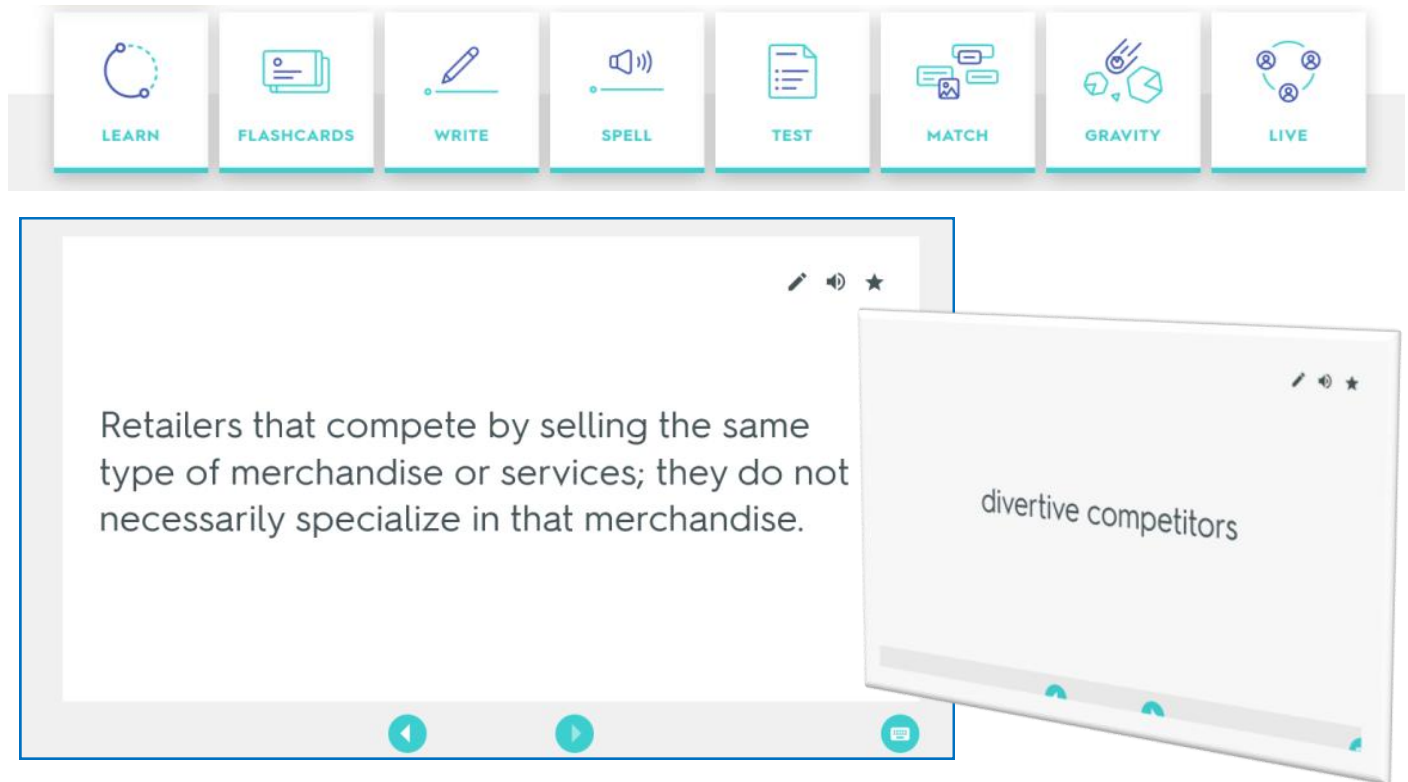 LEARN FLASHCARDS WRITE SPELL TEST MATCH GRAVITY LIVE
Retailers that compete by selling the same
type of merchandise or services; they do not
necessarily specialize in that merchandise.
divertive competitors